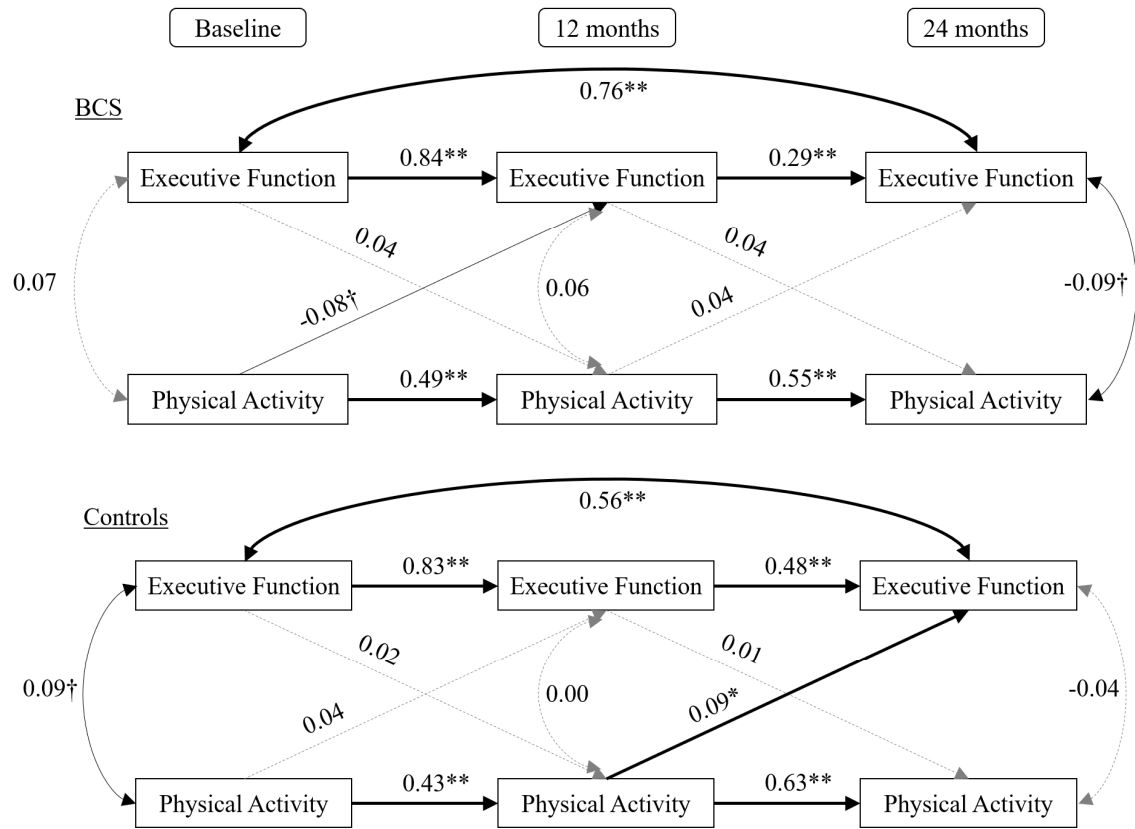 Baseline 12 months 24 months
BCS
0.76**
Executive Function 0.84** Executive Function 0.29** Executive Function
0.04 0.04
0.07 0.06 -0.09†
-0.08† 0.04
Physical Activity 0.49** Physical Activity 0.55** Physical Activity
Controls
0.56**
Executive Function 0.83** Executive Function 0.48** Executive Function
0.02 0.01
0.09† 0.00 -0.04
0.04 0.09*
Physical Activity 0.43** Physical Activity 0.63** Physical Activity